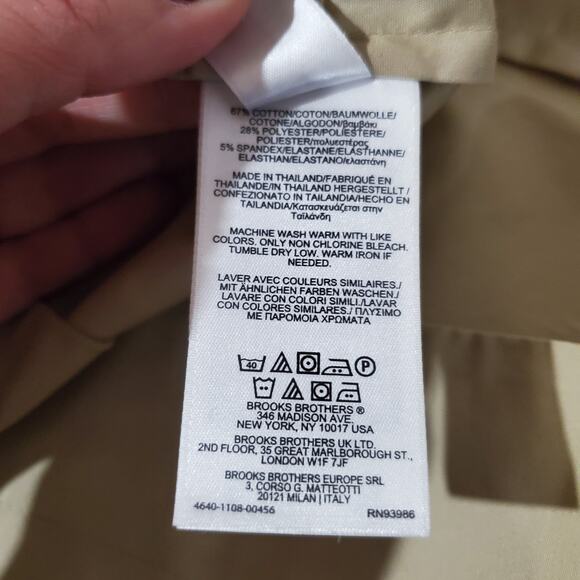 67% COTTON/COTON/BAUMWOLLE/
COTONE/ALGODON/βαμβάκι
28% POLYESTER/POLIESTERE/
POLIESTER/πολυεστέρας
5% SPANDEX/ELASTANE/ELASTHANNE/
ELASTHAN/ELASTANO/ελαστάνη
MADE IN THAILAND/FABRIQUÉ EN
THAILANDE/IN THAILAND HERGESTELLT /
CONFEZIONATO IN TAILANDIA/HECHO EN
TAILANDIA/Κατασκευάζεται στην
Ταϊλάνδη
MACHINE WASH WARM WITH LIKE
COLORS. ONLY NON CHLORINE BLEACH.
TUMBLE DRY LOW. WARM IRON IF
NEEDED.
LAVER AVEC COULEURS SIMILAIRES./
MIT ÄHNLICHEN FARBEN WASCHEN./
LAVARE CON COLORI SIMILI./LAVAR
CON COLORES SIMILARES./ ΠΛΥΣΙΜΟ
ΜΕ ΠΑΡΟΜΟΙΑ ΧΡΩΜΑΤΑ
40 P
BROOKS BROTHERS ®
346 MADISON AVE.
NEW YORK, NY 10017 USA
BROOKS BROTHERS UK LTD.
2ND FLOOR, 35 GREAT MARLBOROUGH ST.,
LONDON W1F 7JF
BROOKS BROTHERS EUROPE SRL
3, CORSO G. MATTEOTTI
20121 MILAN | ITALY
4640-1108-00456 RN93986